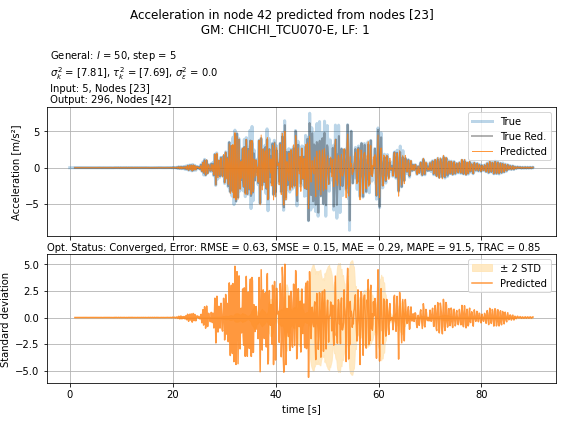 Acceleration in node 42 predicted from nodes [23]
GM: CHICHI_TCU070-E, LF: 1
General: l = 50, step = 5
σ²ₖ = [7.81], τ²ₖ = [7.69], σ²ε = 0.0
Input: 5, Nodes [23]
Output: 296, Nodes [42]
Acceleration [m/s²]
5
0
−5
True
True Red.
Predicted
Opt. Status: Converged, Error: RMSE = 0.63, SMSE = 0.15, MAE = 0.29, MAPE = 91.5, TRAC = 0.85
Standard deviation
5.0
2.5
0.0
−2.5
−5.0
± 2 STD
Predicted
0 20 40 60 80
time [s]